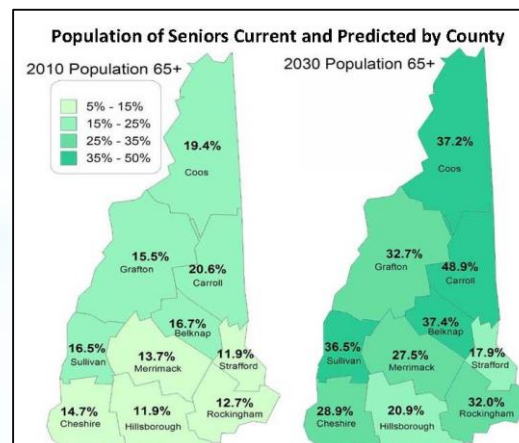 Population of Seniors Current and Predicted by County
2010 Population 65+
5% - 15%
15% - 25%
25% - 35%
35% - 50%
19.4%
Coos
15.5%
Grafton
20.6%
Carroll
16.7%
Belknap
16.5%
Sullivan
13.7%
Merrimack
11.9%
Strafford
14.7%
Cheshire
11.9%
Hillsborough
12.7%
Rockingham
2030 Population 65+
37.2%
Coos
32.7%
Grafton
48.9%
Carroll
37.4%
Belknap
36.5%
Sullivan
27.5%
Merrimack
17.9%
Strafford
28.9%
Cheshire
20.9%
Hillsborough
32.0%
Rockingham